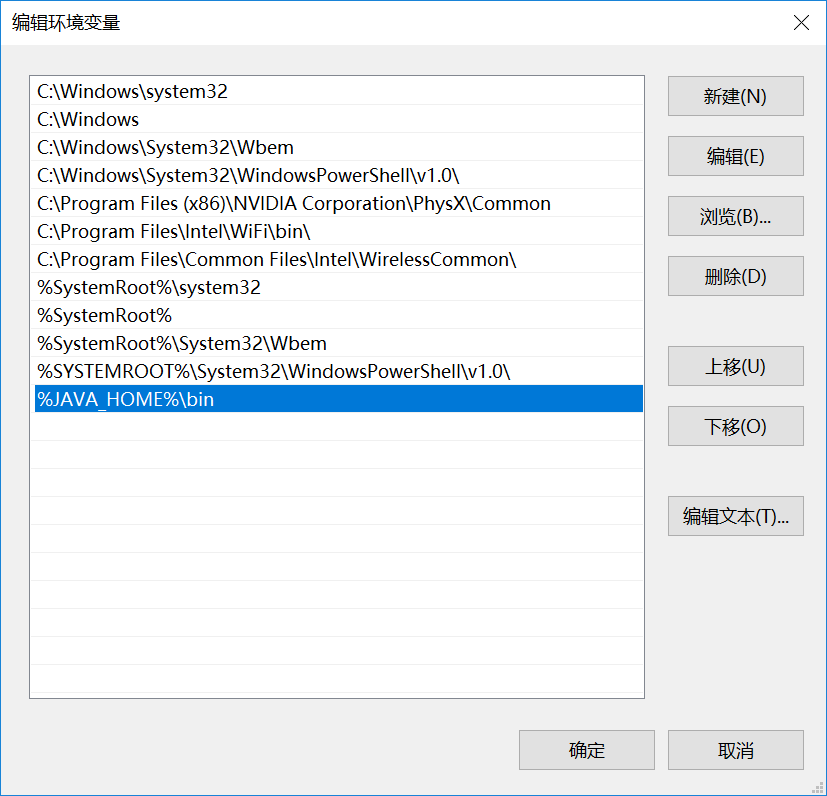 编辑环境变量
C:\Windows\system32
C:\Windows
C:\Windows\System32\Wbem
C:\Windows\System32\WindowsPowerShell\v1.0\
C:\Program Files (x86)\NVIDIA Corporation\PhysX\Common
C:\Program Files\Intel\WiFi\bin\
C:\Program Files\Common Files\Intel\WirelessCommon\
%SystemRoot%\system32
%SystemRoot%
%SystemRoot%\System32\Wbem
%SYSTEMROOT%\System32\WindowsPowerShell\v1.0\
%JAVA_HOME%\bin
新建(N)
编辑(E)
浏览(B)...
删除(D)
上移(U)
下移(O)
编辑文本(T)...
确定
取消